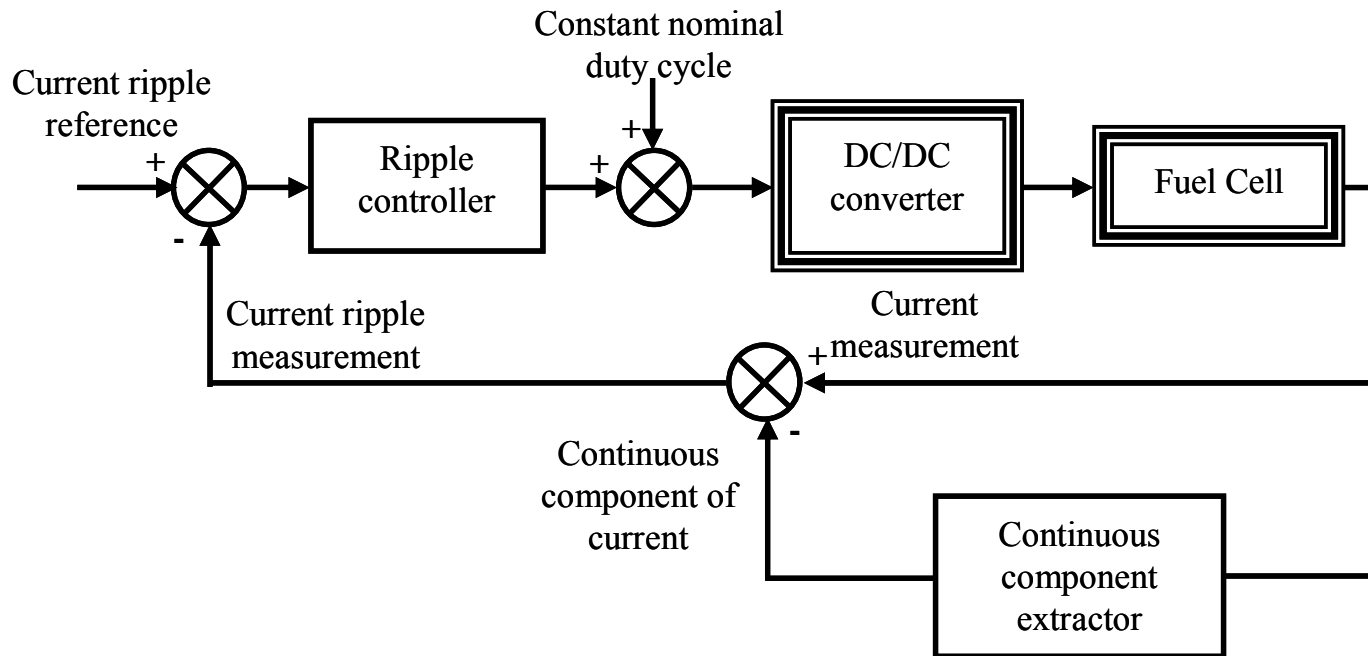 Constant nominal
duty cycle
Current ripple
reference
+
-
Ripple
controller
+
+
DC/DC
converter
Fuel Cell
Current ripple
measurement
Current
measurement
+
-
Continuous
component of
current
Continuous
component
extractor